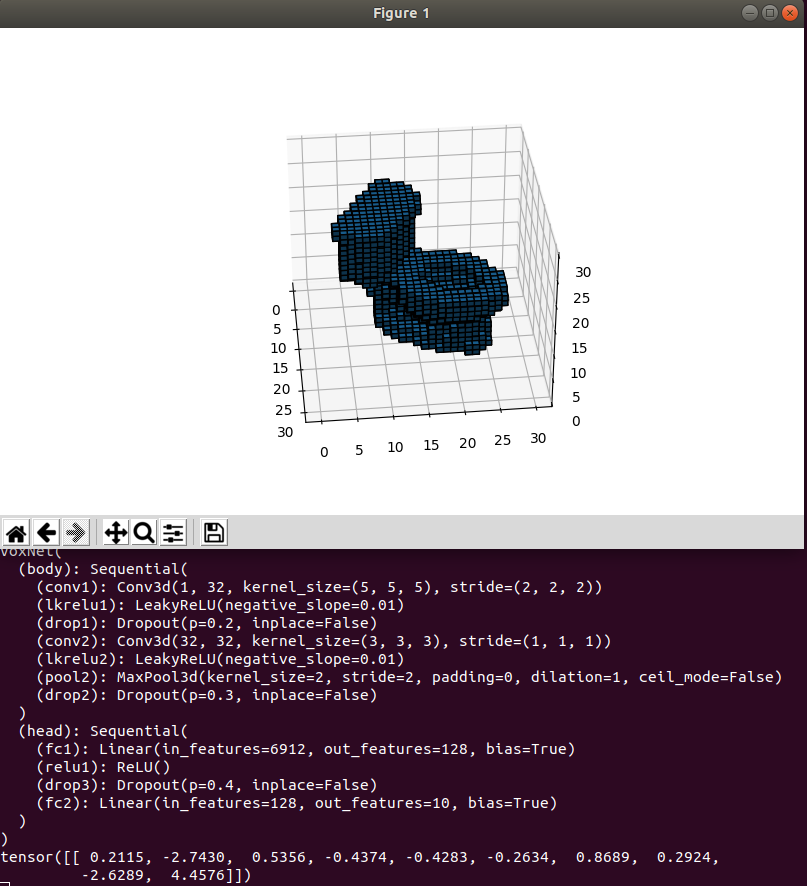 Figure 1
30
25
20
15
10
5
0
0
5
10
15
20
25
30
0
5
10
15
20
25
30
VoxNet(
(body): Sequential(
(conv1): Conv3d(1, 32, kernel_size=(5, 5, 5), stride=(2, 2, 2))
(lkrelu1): LeakyReLU(negative_slope=0.01)
(drop1): Dropout(p=0.2, inplace=False)
(conv2): Conv3d(32, 32, kernel_size=(3, 3, 3), stride=(1, 1, 1))
(lkrelu2): LeakyReLU(negative_slope=0.01)
(pool2): MaxPool3d(kernel_size=2, stride=2, padding=0, dilation=1, ceil_mode=False)
(drop2): Dropout(p=0.3, inplace=False)
)
(head): Sequential(
(fc1): Linear(in_features=6912, out_features=128, bias=True)
(relu1): ReLU()
(drop3): Dropout(p=0.4, inplace=False)
(fc2): Linear(in_features=128, out_features=10, bias=True)
)
)
tensor([[ 0.2115, -2.7430,  0.5356, -0.4374, -0.4283, -0.2634,  0.8689,  0.2924,
-2.6289,  4.4576]])